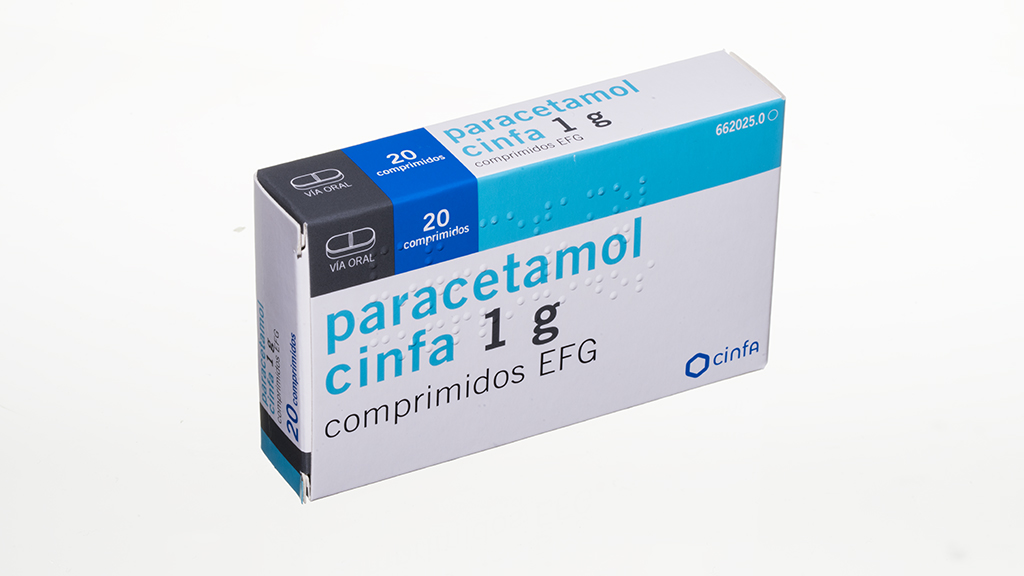 paracetamol
cinfa 1 g
comprimidos EFG
20
comprimidos
VÍA ORAL
662025.0
20
comprimidos
VÍA ORAL
paracetamol
cinfa 1 g
comprimidos EFG
cinfa
paracetamol
cinfa 1 g
comprimidos EFG
20 comprimidos